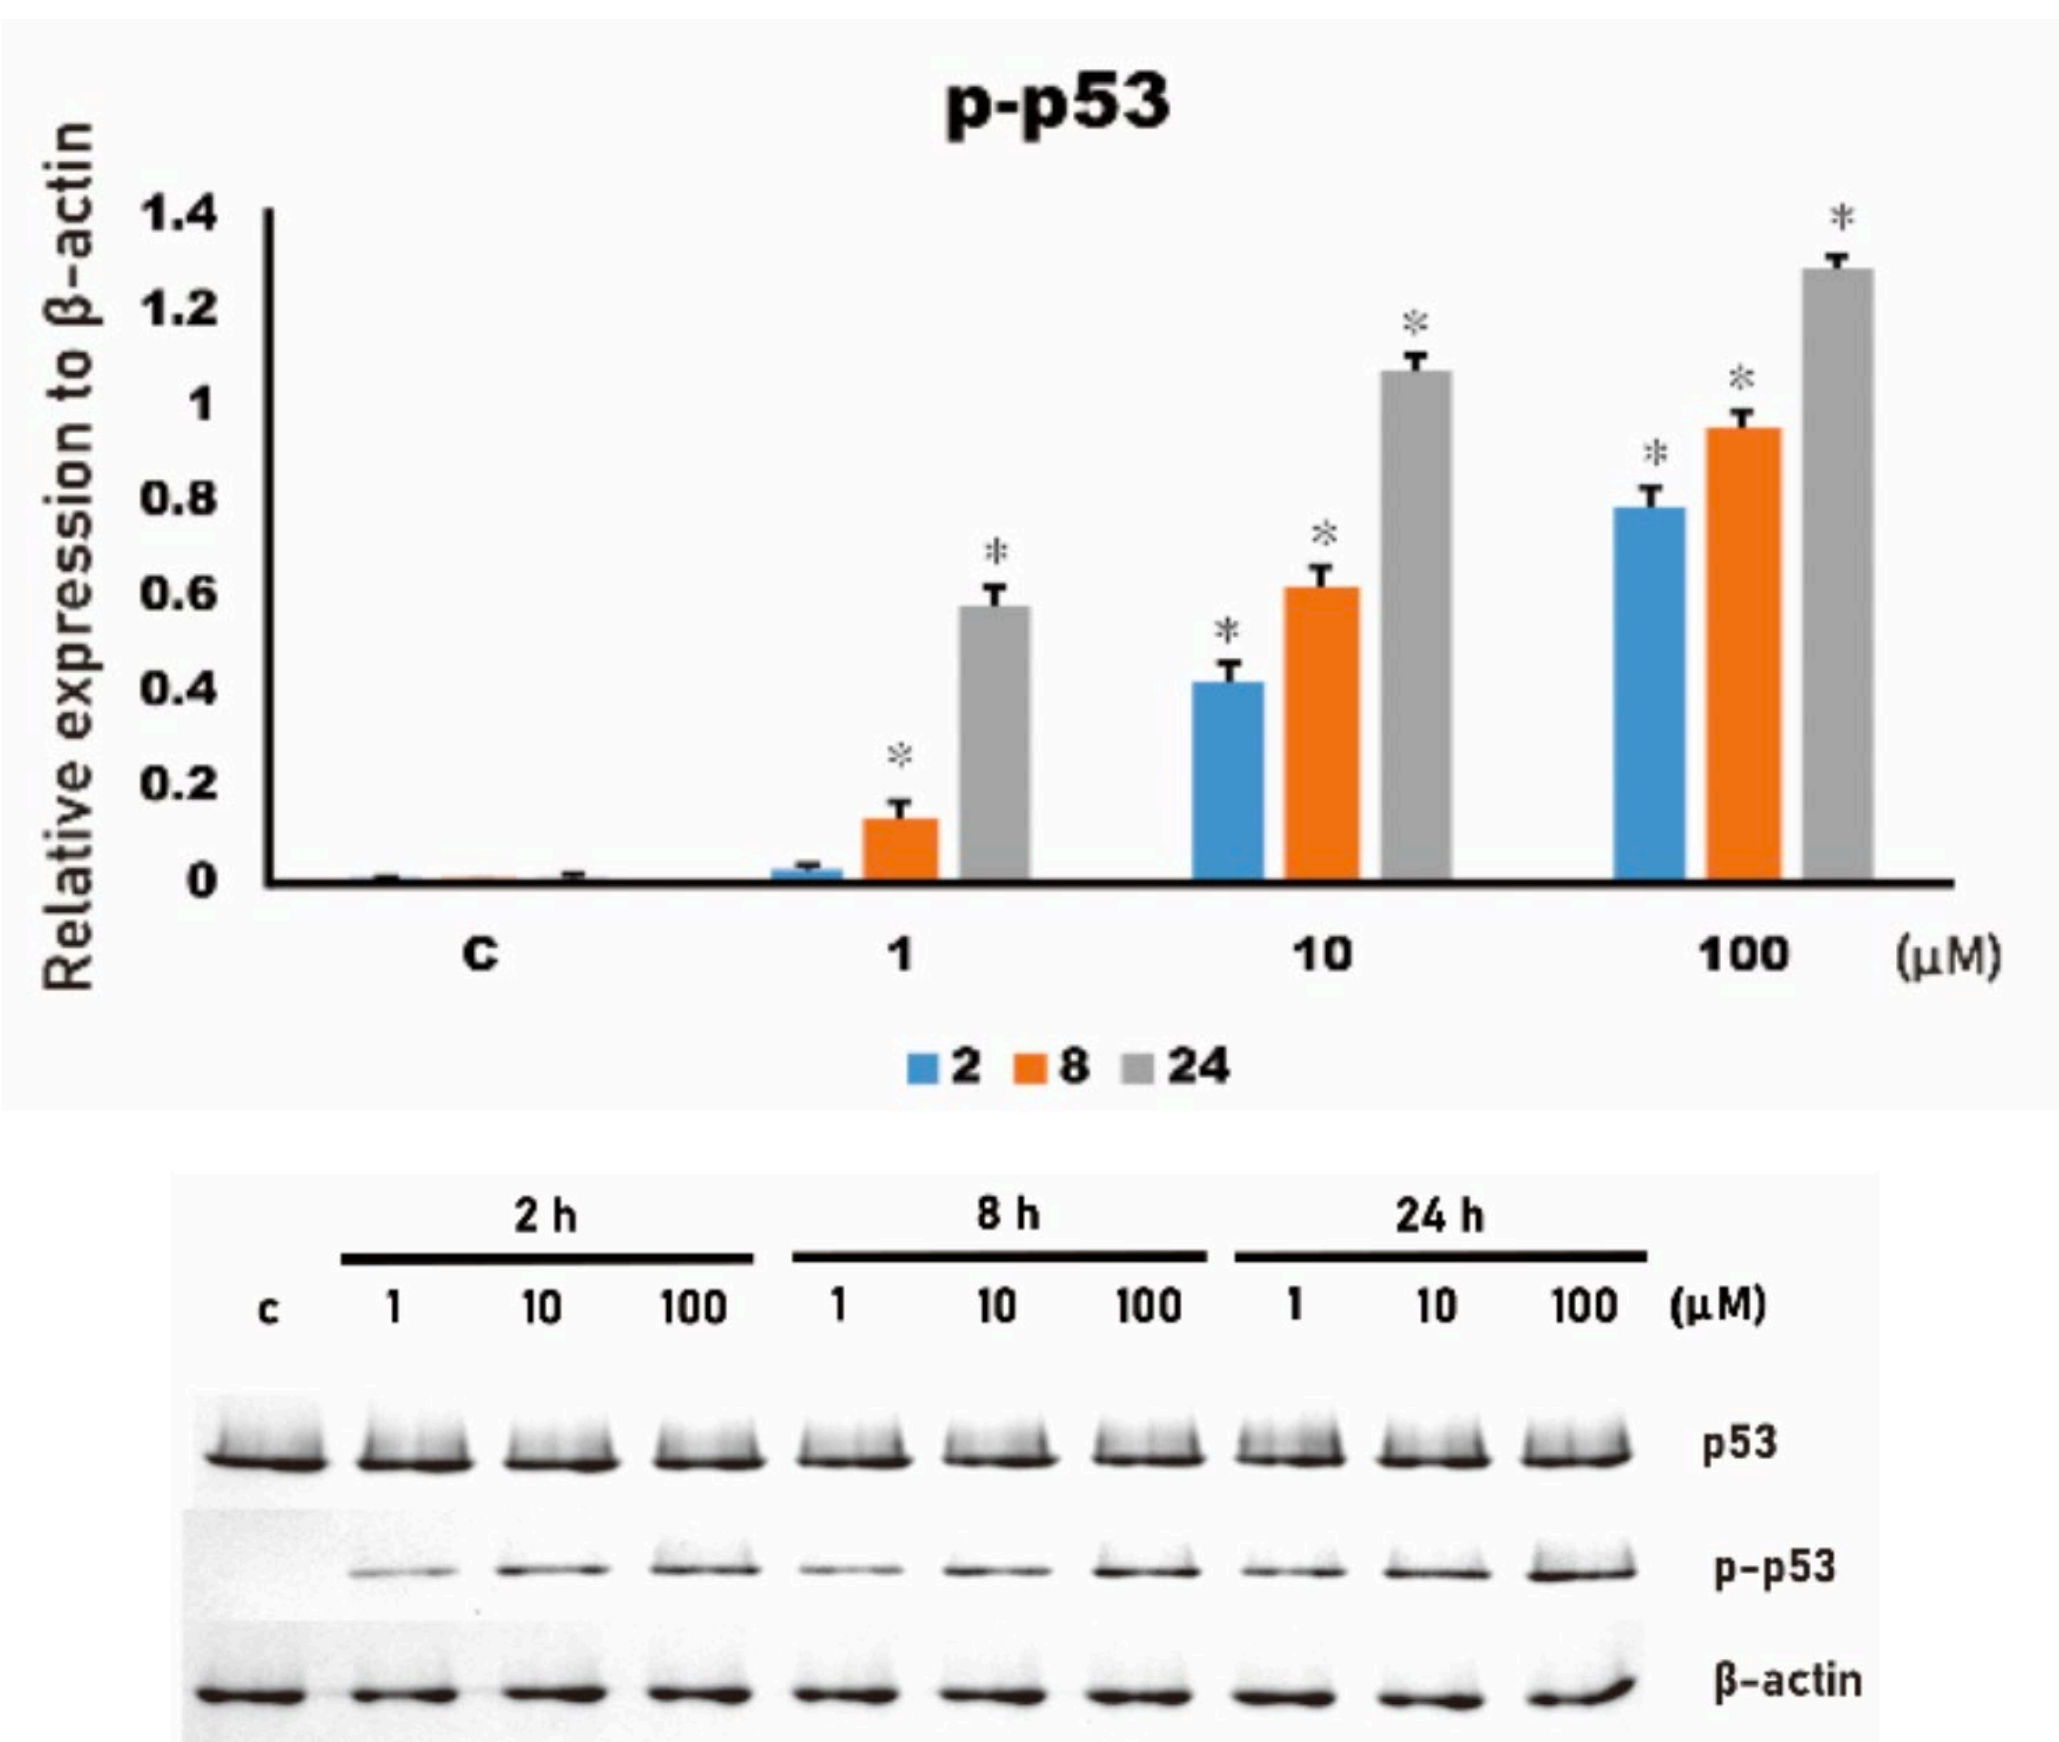 p-p53
Relative expression to β-actin
1.4
1.2
1
0.8
0.6
0.4
0.2
0
*
*
*
*
*
*
*
*
C 1 10 100 (μM)
2 8 24
2 h 8 h 24 h
c 1 10 100 1 10 100 1 10 100 (μM)
p53
p-p53
β-actin